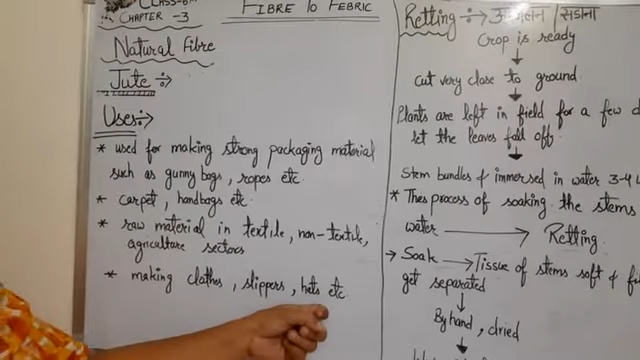 CLASS-6th
CHAPTER -3
FIBRE TO FEBRIC
Natural Fibre
Jute ÷→
Uses÷→
* used for making strong packaging material
such as gunny bags, ropes etc.
* carpet, handbags etc.
* raw material in textile, non-textile,
agriculture sectors
* making clothes, slippers, hats etc
Retting ÷→ | सडाना
Crop is ready
↓
cut very close to ground
↓
Plants are left in field for a few
let the leaves fall off
↓
Stem bundles & immersed in water 3-4
* This process of soaking the stems
water → Retting
→ Soak → Tissue of stems soft &
get separated
↓
By hand, dried
↓